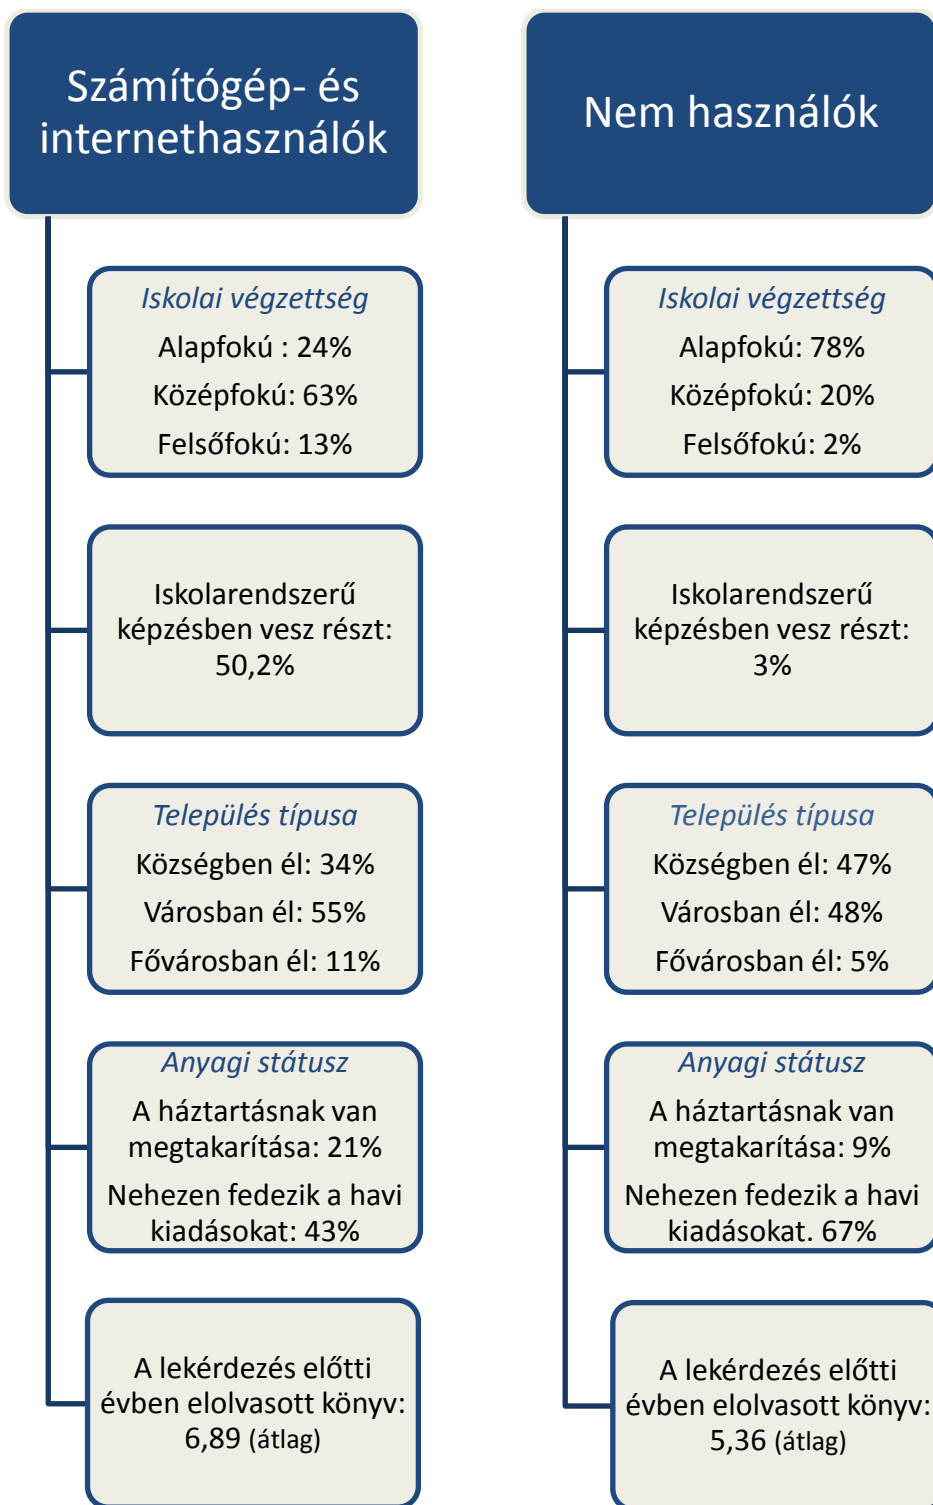 Számítógép- és
internethasználók
Iskolai végzettség
Alapfokú : 24%
Középfokú: 63%
Felsőfokú: 13%
Iskolarendszerű
képzésben vesz részt:
50,2%
Település típusa
Községben él: 34%
Városban él: 55%
Fővárosban él: 11%
Anyagi státusz
A háztartásnak van
megtakarítása: 21%
Nehezen fedezik a havi
kiadásokat: 43%
A lekérdezés előtti
évben elolvasott könyv:
6,89 (átlag)
Nem használók
Iskolai végzettség
Alapfokú: 78%
Középfokú: 20%
Felsőfokú: 2%
Iskolarendszerű
képzésben vesz részt:
3%
Település típusa
Községben él: 47%
Városban él: 48%
Fővárosban él: 5%
Anyagi státusz
A háztartásnak van
megtakarítása: 9%
Nehezen fedezik a havi
kiadásokat. 67%
A lekérdezés előtti
évben elolvasott könyv:
5,36 (átlag)